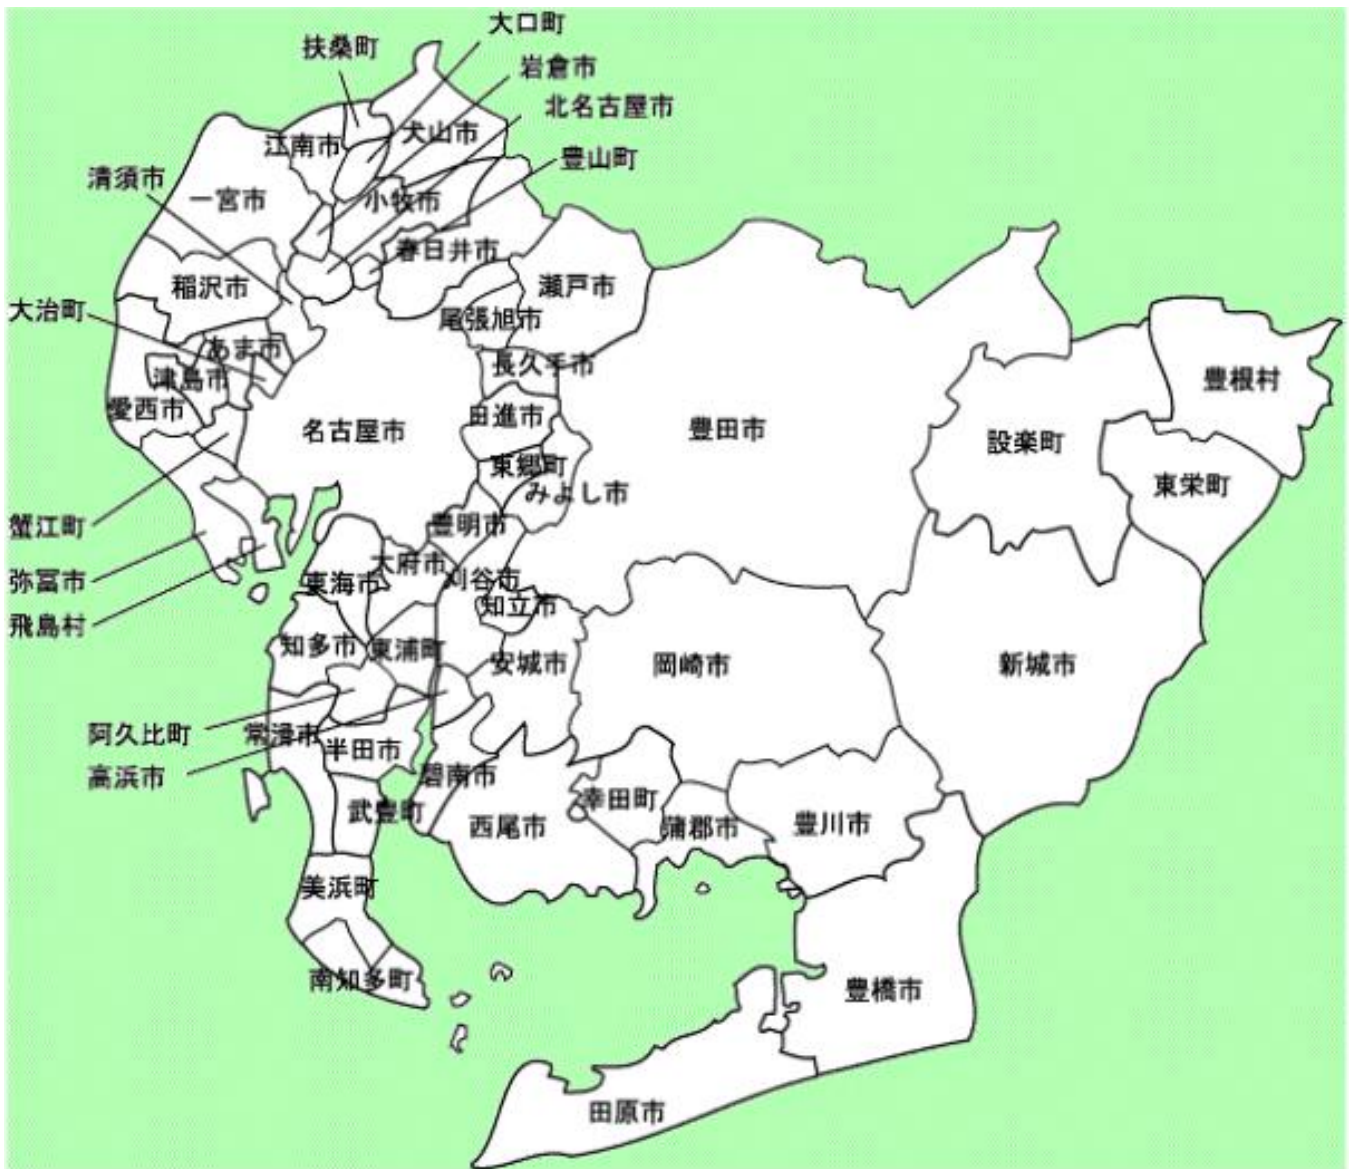 大口町
扶桑町
岩倉市
北名古屋市
犬山市
江南市
豊山町
清須市
一宮市
小牧市
春日井市
稲沢市
瀬戸市
大治町
尾張旭市
あま市
長久手市
津島市
豊根村
愛西市
日進市
名古屋市
豊田市
設楽町
東郷町
東栄町
みよし市
蟹江町
豊明市
大府市
弥冨市
東海市
刈谷市
知立市
飛島村
知多市
東浦町
安城市
岡崎市
新城市
阿久比町
常滑市
半田市
高浜市
碧南市
幸田町
武豊町
西尾市
蒲郡市
豊川市
美浜町
南知多町
豊橋市
田原市